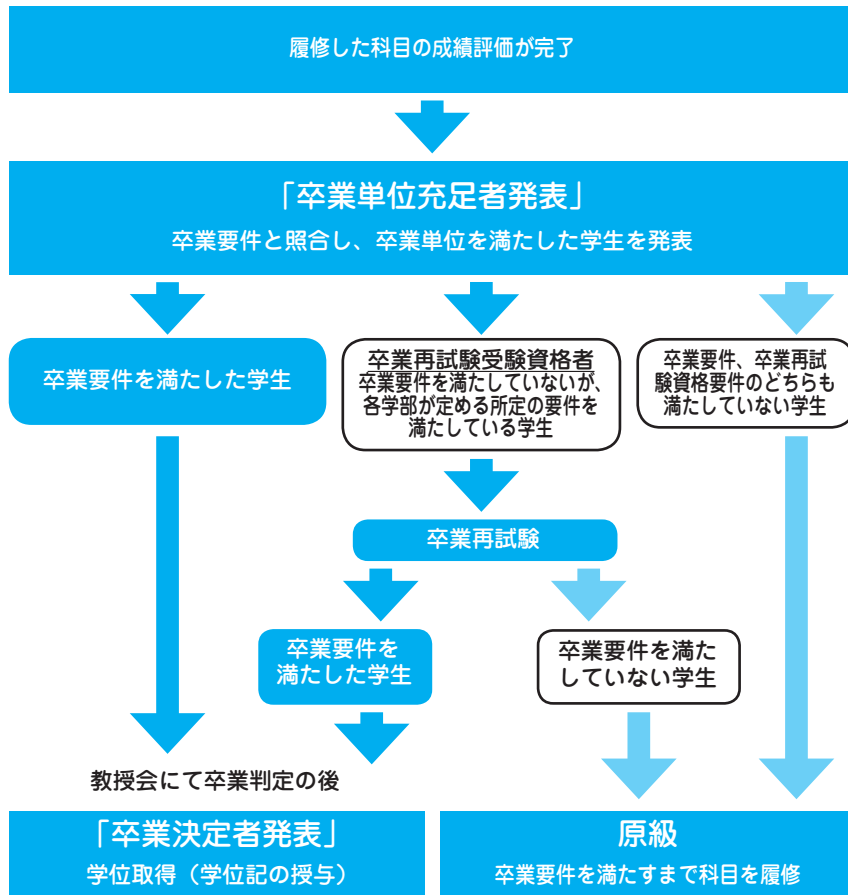 履修した科目の成績評価が完了
「卒業単位充足者発表」
卒業要件と照合し、卒業単位を満たした学生を発表
卒業要件を満たした学生
卒業再試験受験資格者
卒業要件を満たしていないが、
各学部が定める所定の要件を
満たしている学生
卒業要件、卒業再試
験資格要件のどちらも
満たしていない学生
卒業再試験
卒業要件を
満たした学生
卒業要件を満た
していない学生
教授会にて卒業判定の後
「卒業決定者発表」
学位取得（学位記の授与）
原級
卒業要件を満たすまで科目を履修